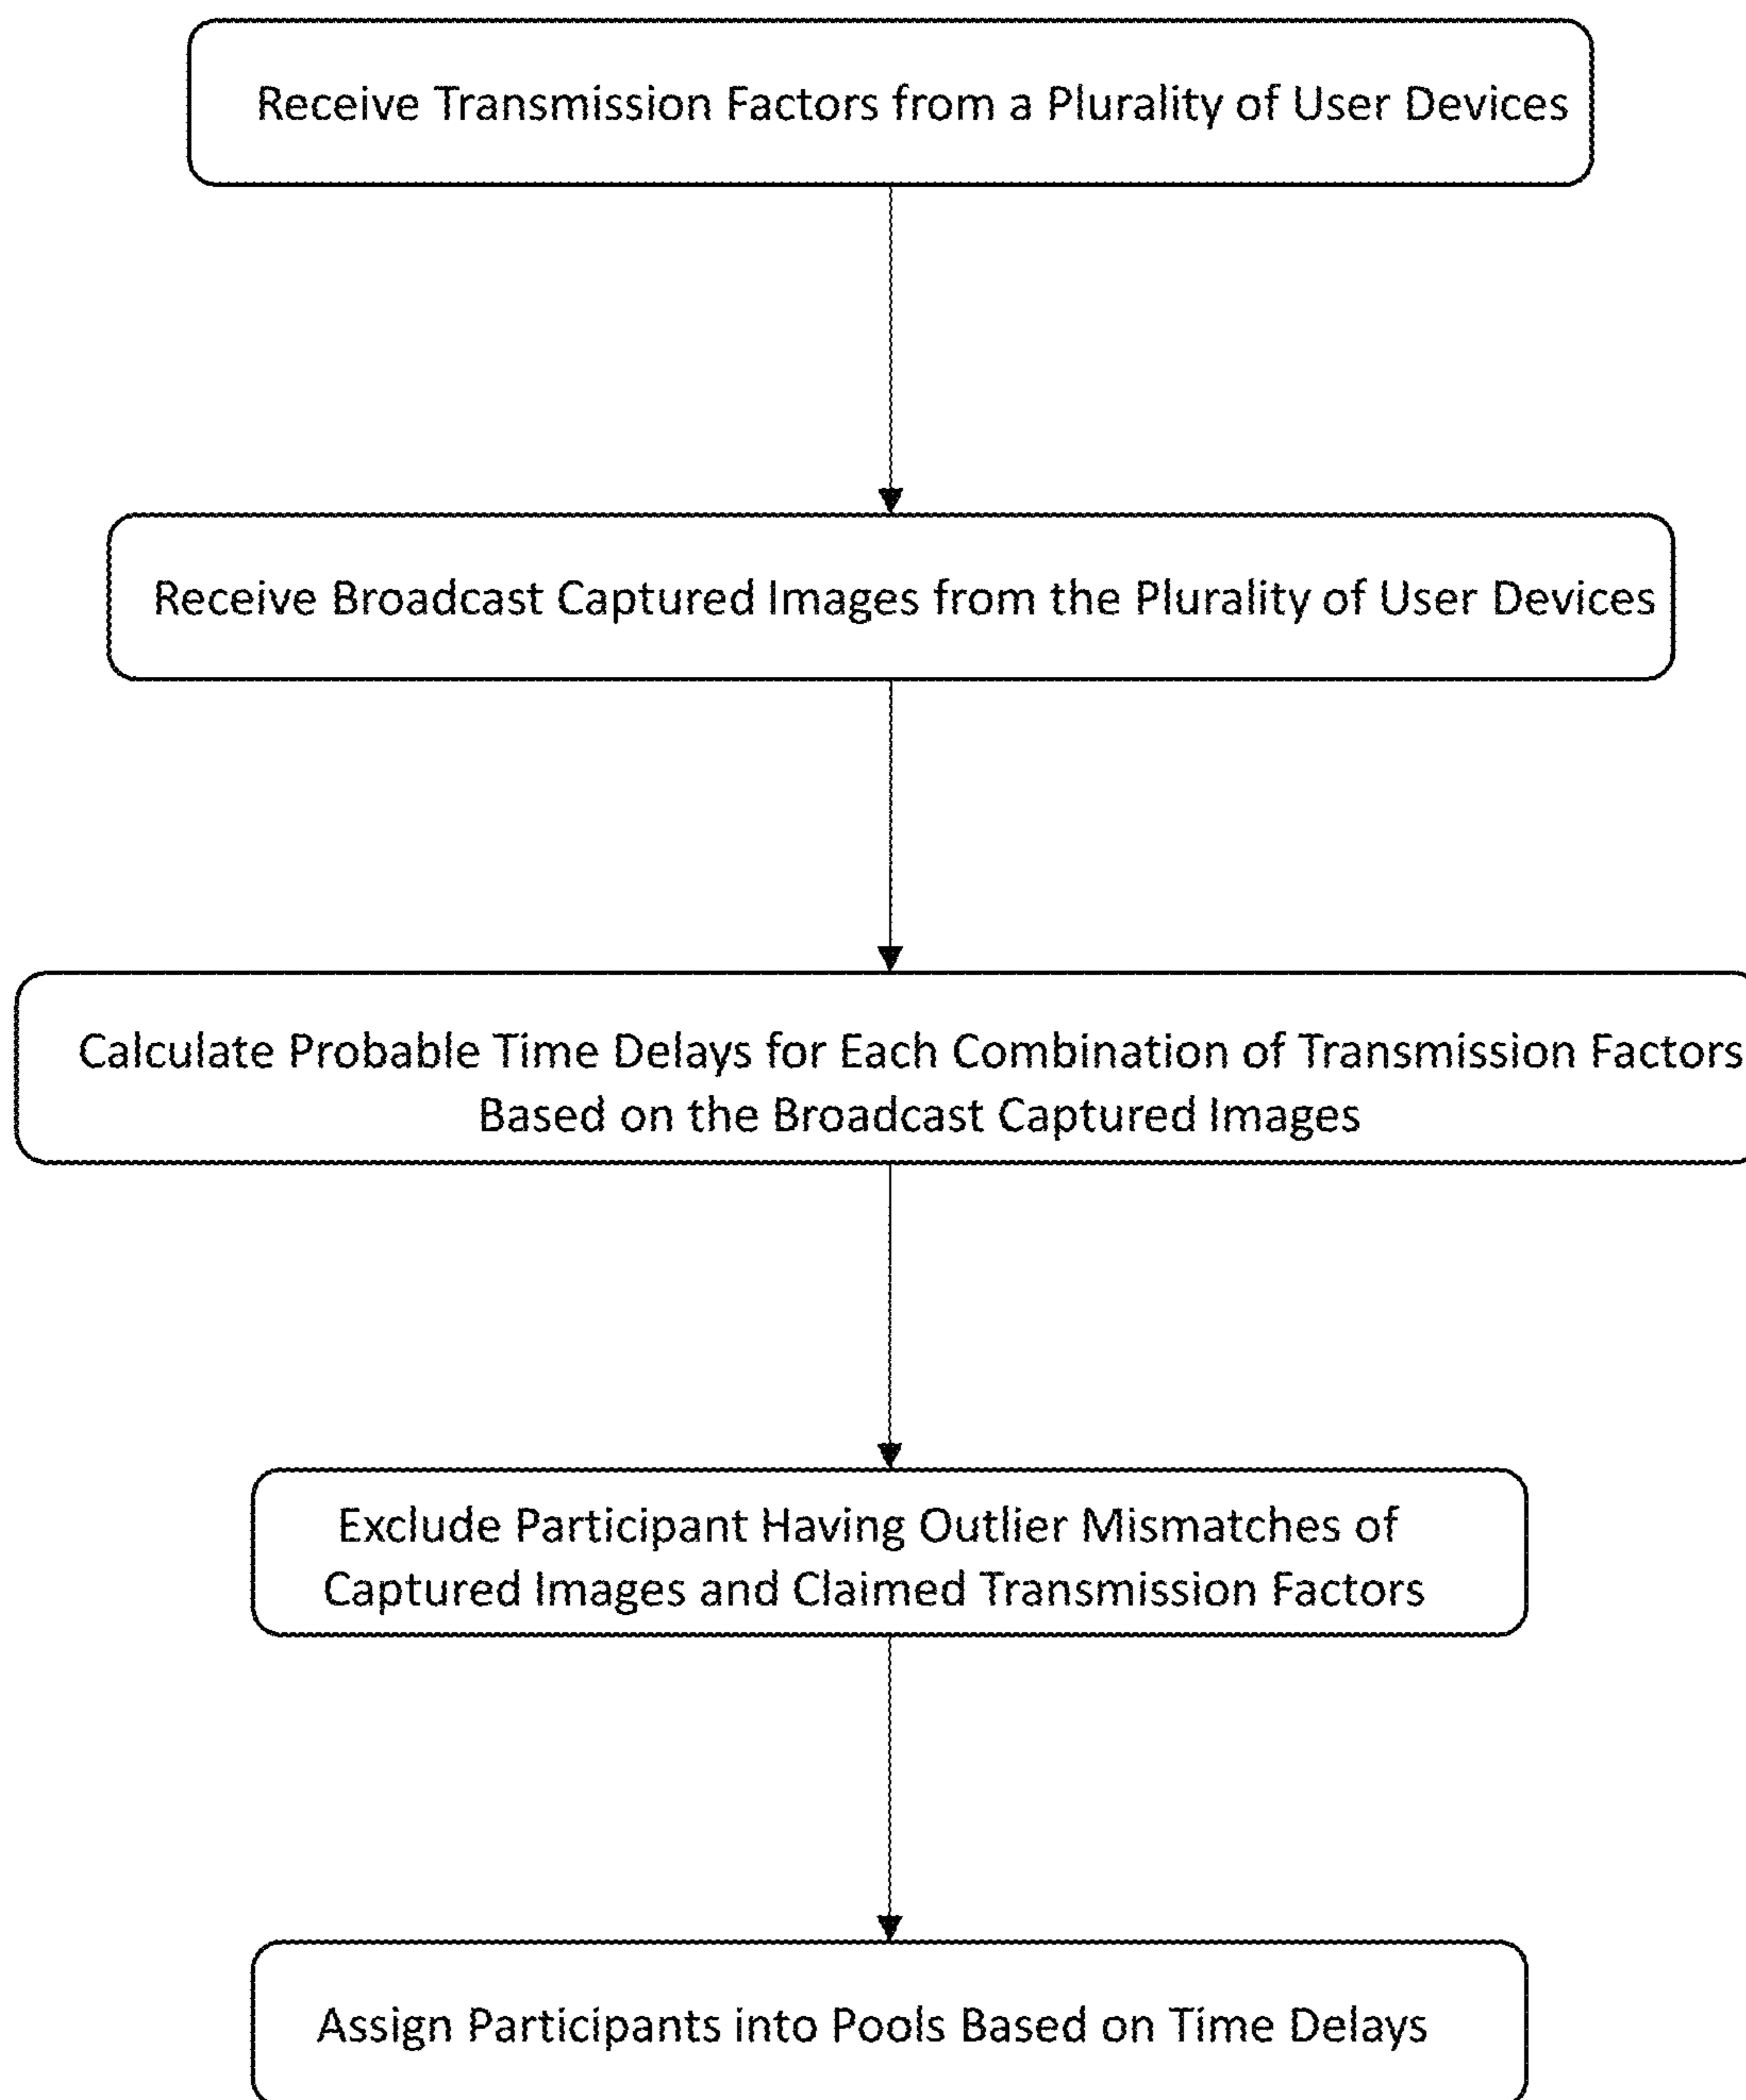 Receive Transmission Factors from a Plurality of User Devices
Receive Broadcast Captured Images from the Plurality of User Devices
Calculate Probable Time Delays for Each Combination of Transmission Factors
Based on the Broadcast Captured Images
Exclude Participant Having Outlier Mismatches of
Captured Images and Claimed Transmission Factors
Assign Participants into Pools Based on Time Delays